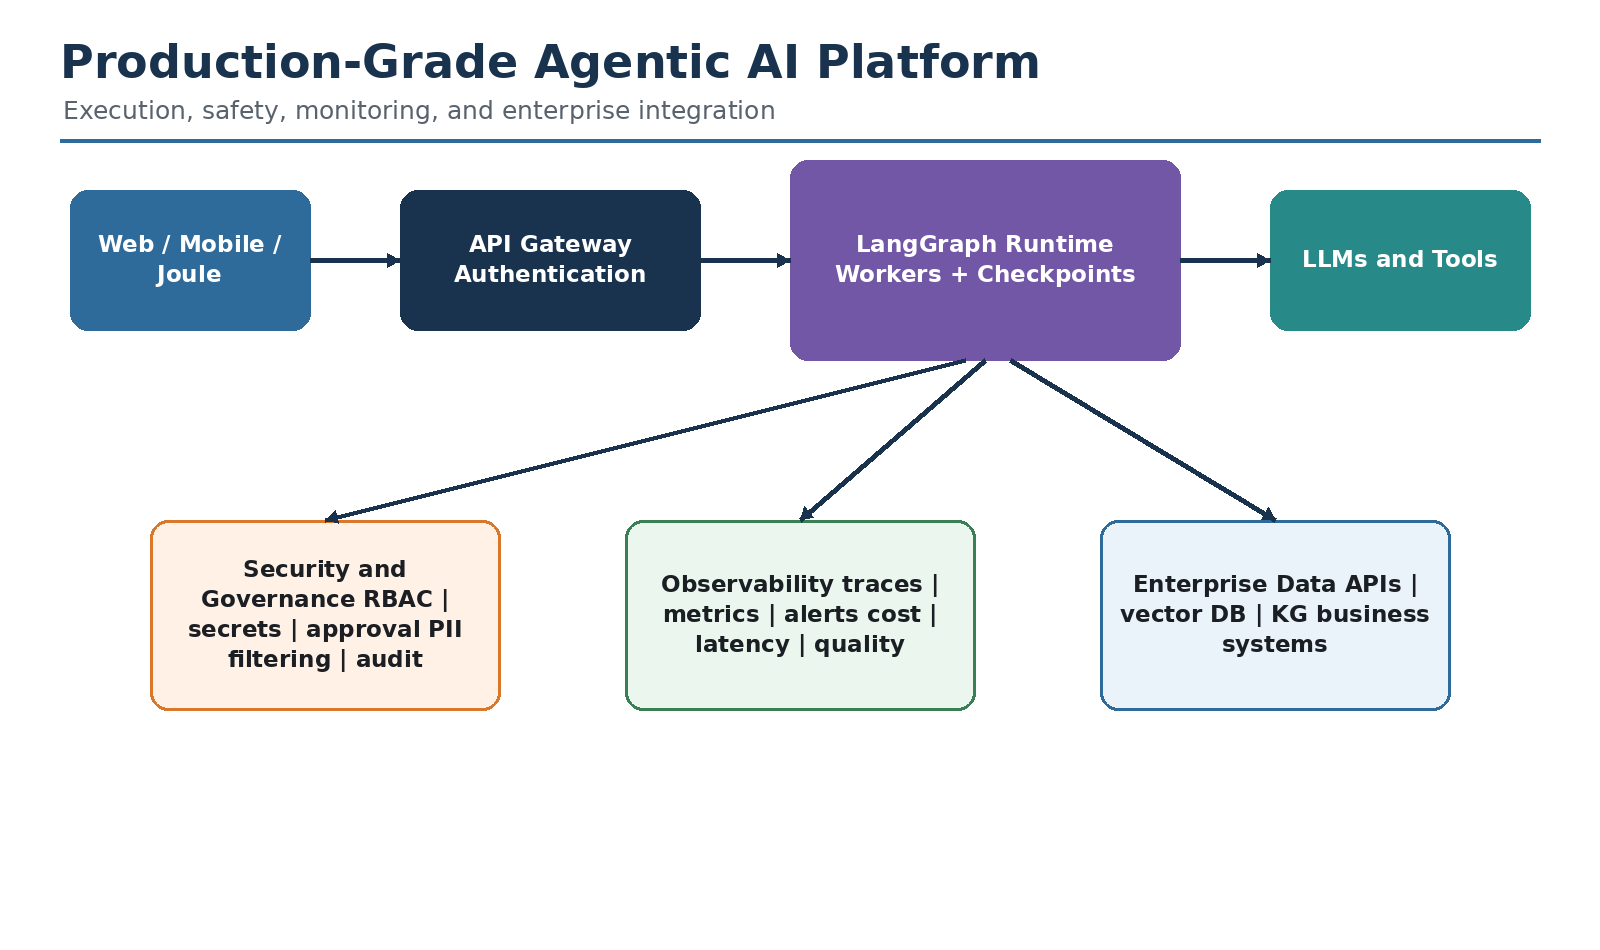 Production-Grade Agentic AI Platform
Execution, safety, monitoring, and enterprise integration
Web / Mobile /
Joule
API Gateway
Authentication
LangGraph Runtime
Workers + Checkpoints
LLMs and Tools
Security and
Governance RBAC |
secrets | approval PII
filtering | audit
Observability traces |
metrics | alerts cost |
latency | quality
Enterprise Data APIs |
vector DB | KG business
systems